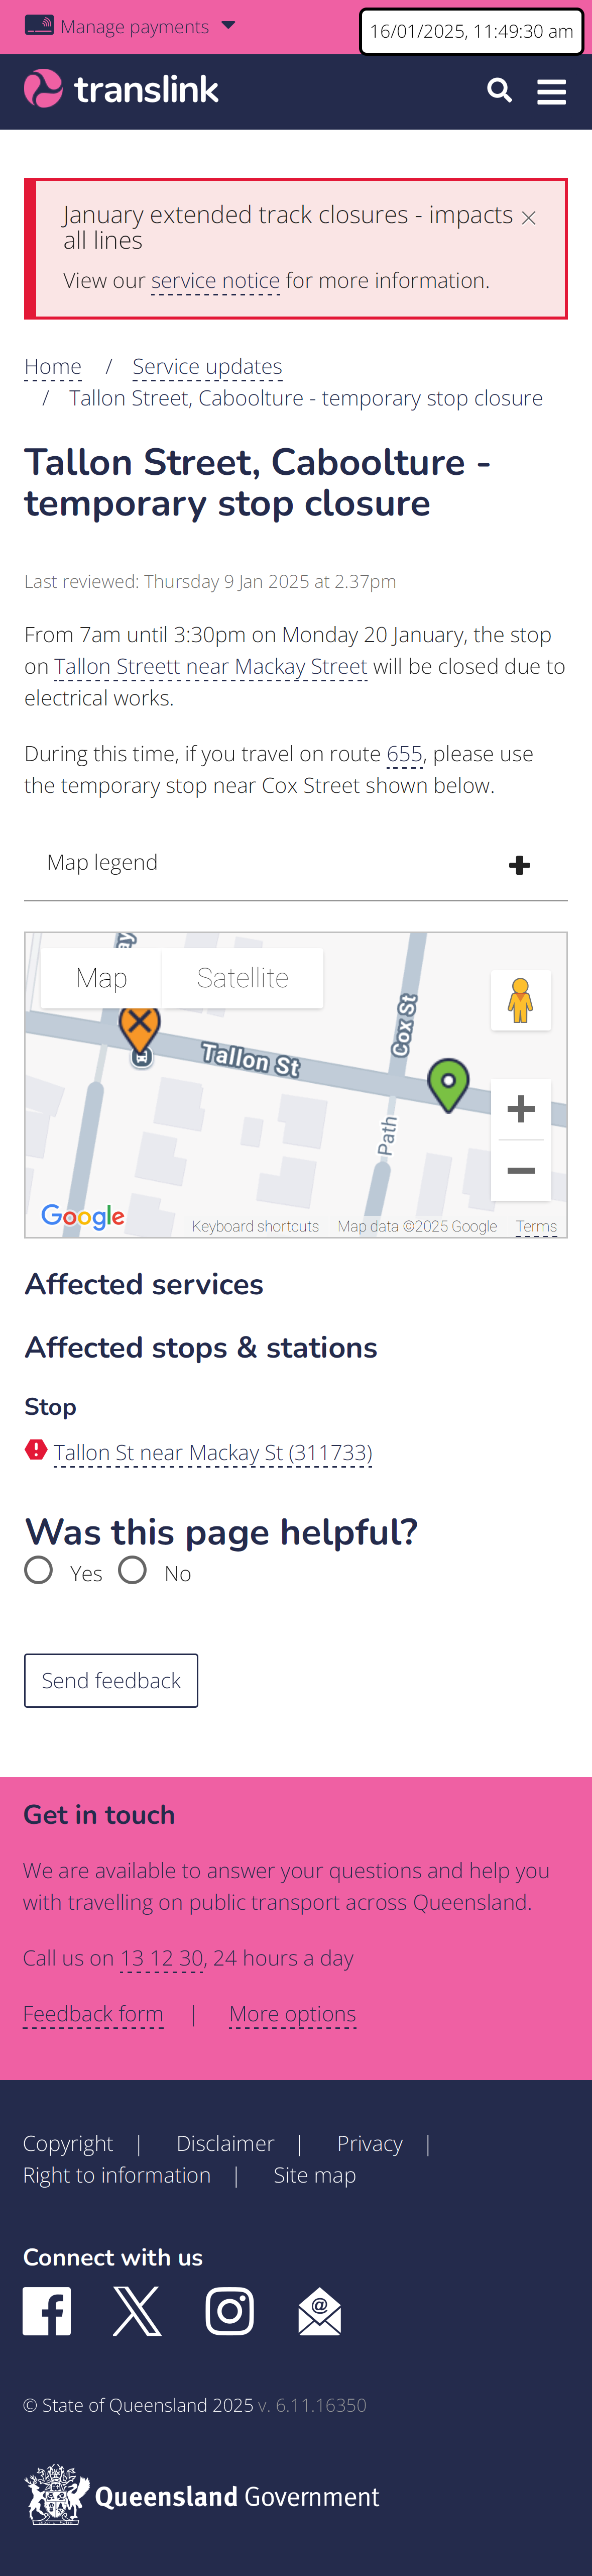 Manage payments
16/01/2025, 11:49:30 am
translink
January extended track closures - impacts
all lines
View our service notice for more information.
Home / Service updates
/ Tallon Street, Caboolture - temporary stop closure
Tallon Street, Caboolture -
temporary stop closure
Last reviewed: Thursday 9 Jan 2025 at 2.37pm
From 7am until 3:30pm on Monday 20 January, the stop
on Tallon Streett near Mackay Street will be closed due to
electrical works.
During this time, if you travel on route 655, please use
the temporary stop near Cox Street shown below.
Map legend
ay
Map Satellite
Tallon St
Cox St
Path
Google
Keyboard shortcuts Map data ©2025 Google Terms
Affected services
Affected stops & stations
Stop
Tallon St near Mackay St (311733)
Was this page helpful?
Yes No
Send feedback
Get in touch
We are available to answer your questions and help you
with travelling on public transport across Queensland.
Call us on 13 12 30, 24 hours a day
Feedback form | More options
Copyright | Disclaimer | Privacy |
Right to information | Site map
Connect with us
© State of Queensland 2025 v. 6.11.16350
Queensland Government